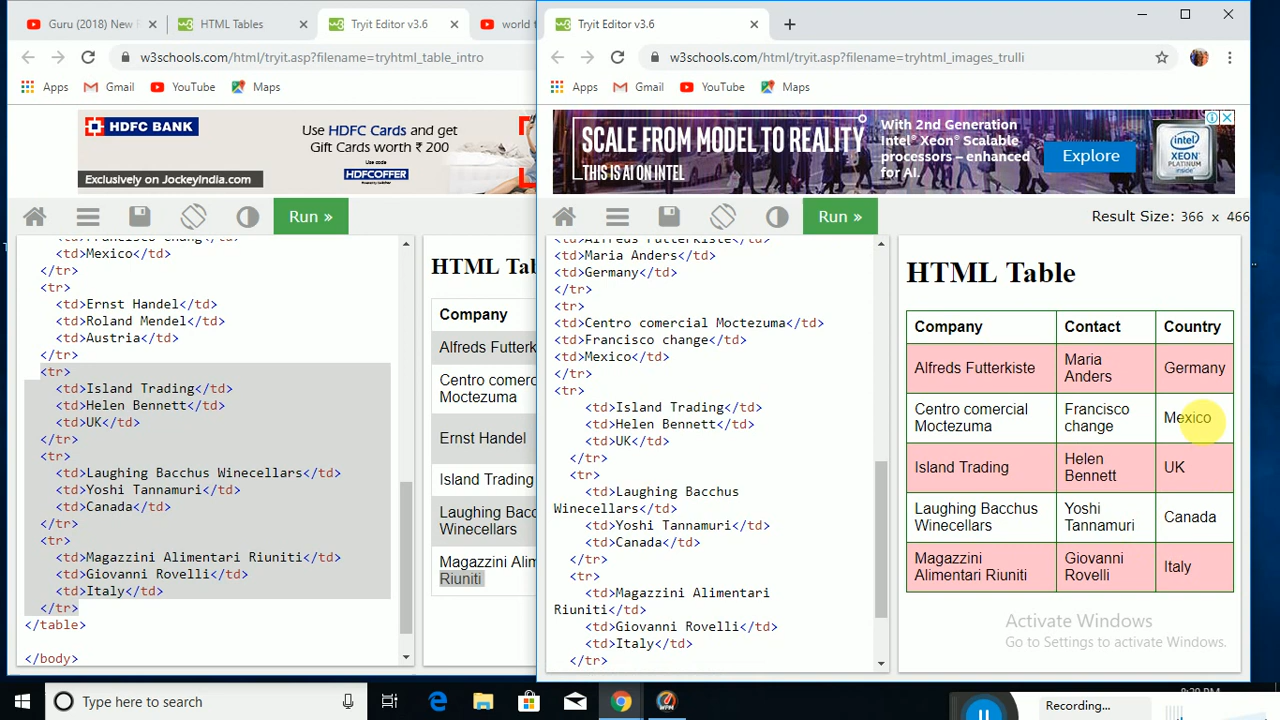 Guru (2018) New
HTML Tables
Tryit Editor v3.6
world
w3schools.com/html/tryit.asp?filename=tryhtml_table_intro
Apps
Gmail
YouTube
Maps
HDFC BANK
Exclusively on JockeyIndia.com
Use HDFC Cards and get
Gift Cards worth ₹ 200
Use code
HDFCOFFER
Run »
<td>Mexico</td>
</tr>
<tr>
<td>Ernst Handel</td>
<td>Roland Mendel</td>
<td>Austria</td>
</tr>
<tr>
<td>Island Trading</td>
<td>Helen Bennett</td>
<td>UK</td>
</tr>
<tr>
<td>Laughing Bacchus Winecellars</td>
<td>Yoshi Tannamuri</td>
<td>Canada</td>
</tr>
<tr>
<td>Magazzini Alimentari Riuniti</td>
<td>Giovanni Rovelli</td>
<td>Italy</td>
</tr>
</table>
</body>
HTML Tab
Company
Alfreds Futterk
Centro comerc
Moctezuma
Ernst Handel
Island Trading
Laughing Bacc
Winecellars
Magazzini Alim
Riuniti
Tryit Editor v3.6
w3schools.com/html/tryit.asp?filename=tryhtml_images_trulli
Apps
Gmail
YouTube
Maps
SCALE FROM MODEL TO REALITY
THIS IS AI ON INTEL
With 2nd Generation
Intel® Xeon® Scalable
processors – enhanced
for AI.
Explore
intel
XEON
PLATINUM
inside™
Run »
Result Size: 366 x 466
<td>Alfreds Futterkiste</td>
<td>Maria Anders</td>
<td>Germany</td>
</tr>
<tr>
<td>Centro comercial Moctezuma</td>
<td>Francisco change</td>
<td>Mexico</td>
</tr>
<tr>
<td>Island Trading</td>
<td>Helen Bennett</td>
<td>UK</td>
</tr>
<tr>
<td>Laughing Bacchus
Winecellars</td>
<td>Yoshi Tannamuri</td>
<td>Canada</td>
</tr>
<tr>
<td>Magazzini Alimentari
Riuniti</td>
<td>Giovanni Rovelli</td>
<td>Italy</td>
</tr>
HTML Table
Company Contact Country
Alfreds Futterkiste Maria Anders Germany
Centro comercial Moctezuma Francisco change Mexico
Island Trading Helen Bennett UK
Laughing Bacchus Winecellars Yoshi Tannamuri Canada
Magazzini Alimentari Riuniti Giovanni Rovelli Italy
Activate Windows
Go to Settings to activate Windows.
Type here to search
Recording...